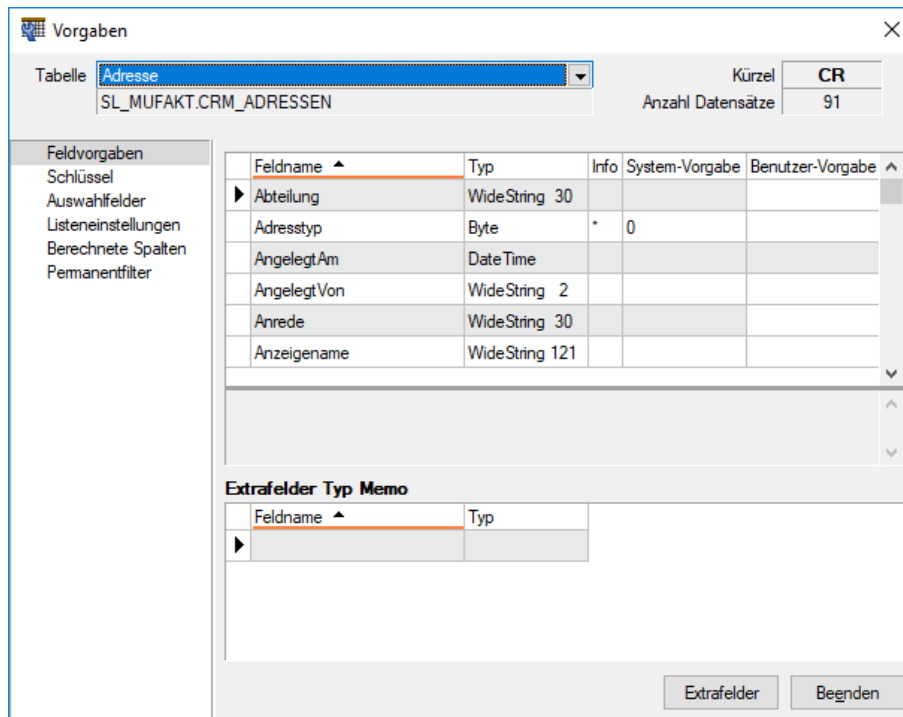 Vorgaben
Tabelle Adresse Kürzel CR
SL_MUFAKT.CRM_ADRESSEN Anzahl Datensätze 91
Feldvorgaben
Schlüssel
Auswahlfelder
Listeneinstellungen
Berechnete Spalten
Permanentfilter
Feldname Typ Info System-Vorgabe Benutzer-Vorgabe
Abteilung WideString 30
Adresstyp Byte * 0
AngelegtAm DateTime
AngelegtVon WideString 2
Anrede WideString 30
Anzeigename WideString 121
Extrafelder Typ Memo
Feldname Typ
Extrafelder Beenden